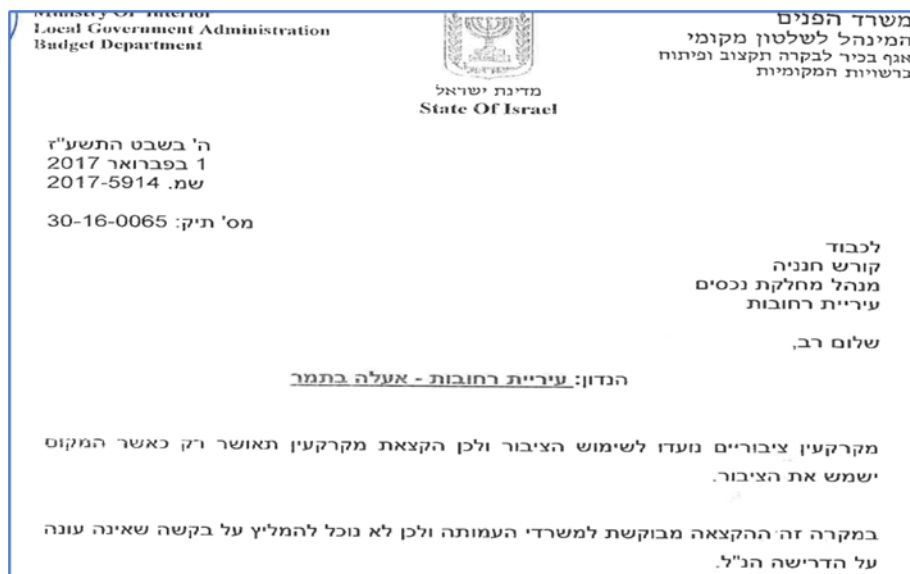 Ministry Of Interior
Local Government Administration
Budget Department
משרד הפנים
המינהל לשלטון מקומי
אגף בכיר לבקרה תקצוב ופיתוח
ברשויות המקומיות
מדינת ישראל
State Of Israel
ה' בשבט התשע"ז
1 בפברואר 2017
שמ. 2017-5914
מס' תיק: 30-16-0065
לכבוד
קורש חנניה
מנהל מחלקת נכסים
עיריית רחובות
שלום רב,
הנדון: עיריית רחובות - אעלה בתמר
מקרקעין ציבוריים נועדו לשימוש הציבור ולכן הקצאת מקרקעין תאושר רק כאשר המקום
ישמש את הציבור.
במקרה זה ההקצאה מבוקשת למשרדי העמותה ולכן לא נוכל להמליץ על בקשה שאינה עונה
על הדרישה הנ"ל.